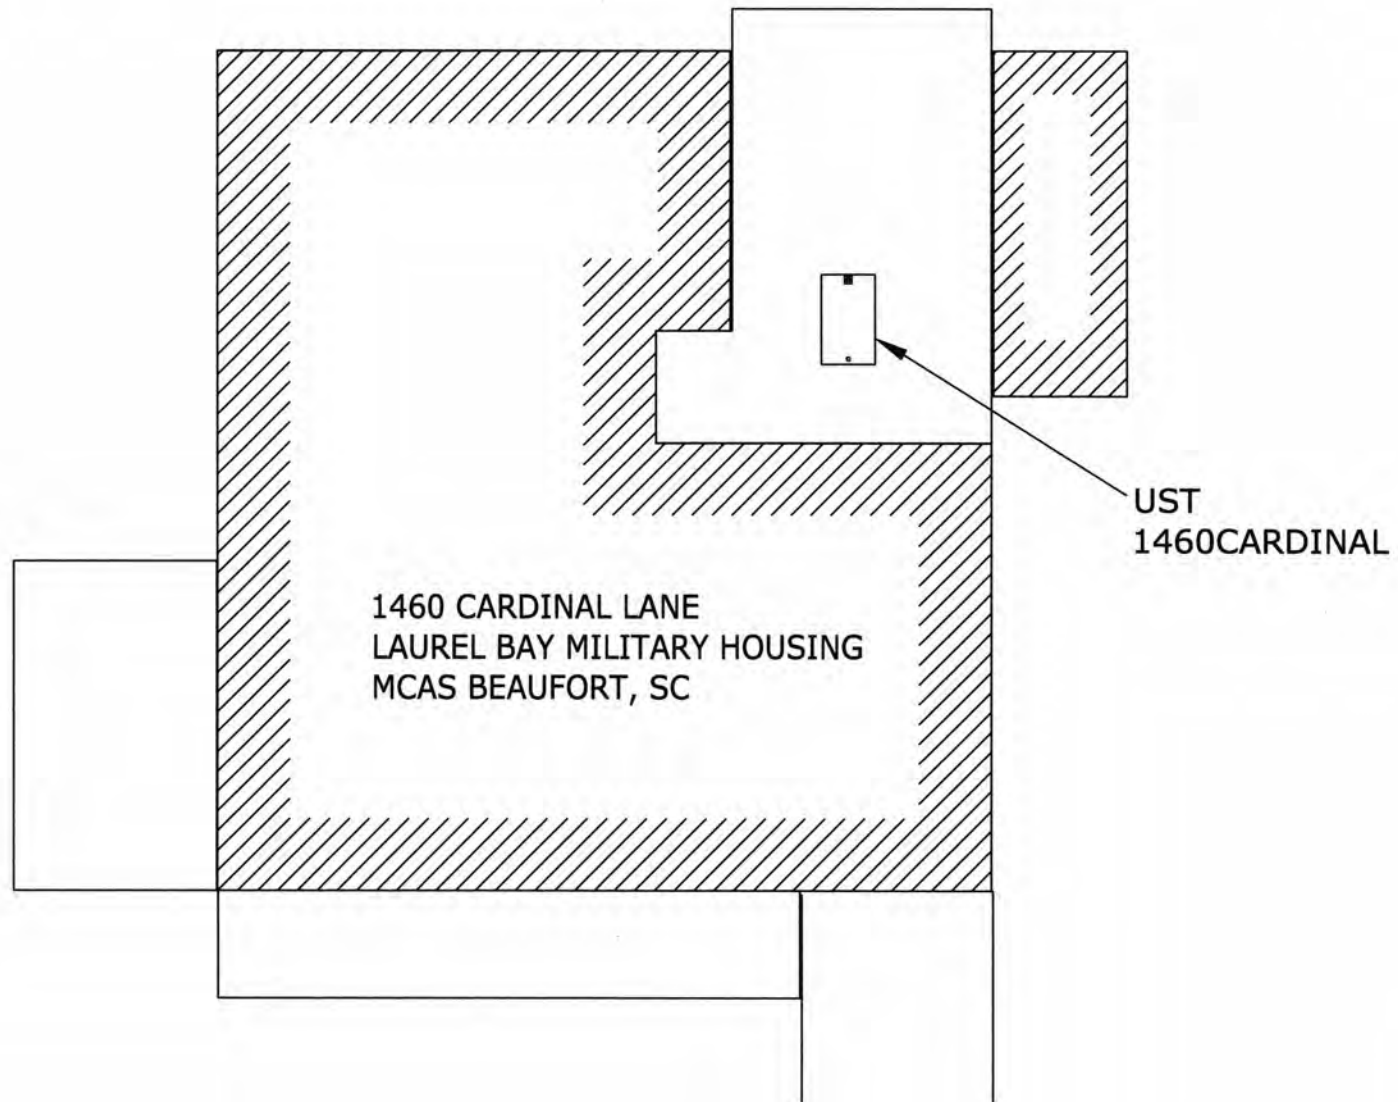 UST
1460CARDINAL
1460 CARDINAL LANE
LAUREL BAY MILITARY HOUSING
MCAS BEAUFORT, SC